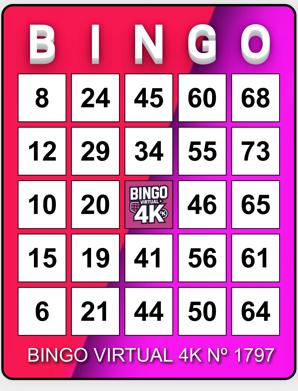 B I N G O
8 24 45 60 68
12 29 34 55 73
10 20 BINGO VIRTUAL 4K 46 65
15 19 41 56 61
6 21 44 50 64
BINGO VIRTUAL 4K Nº 1797